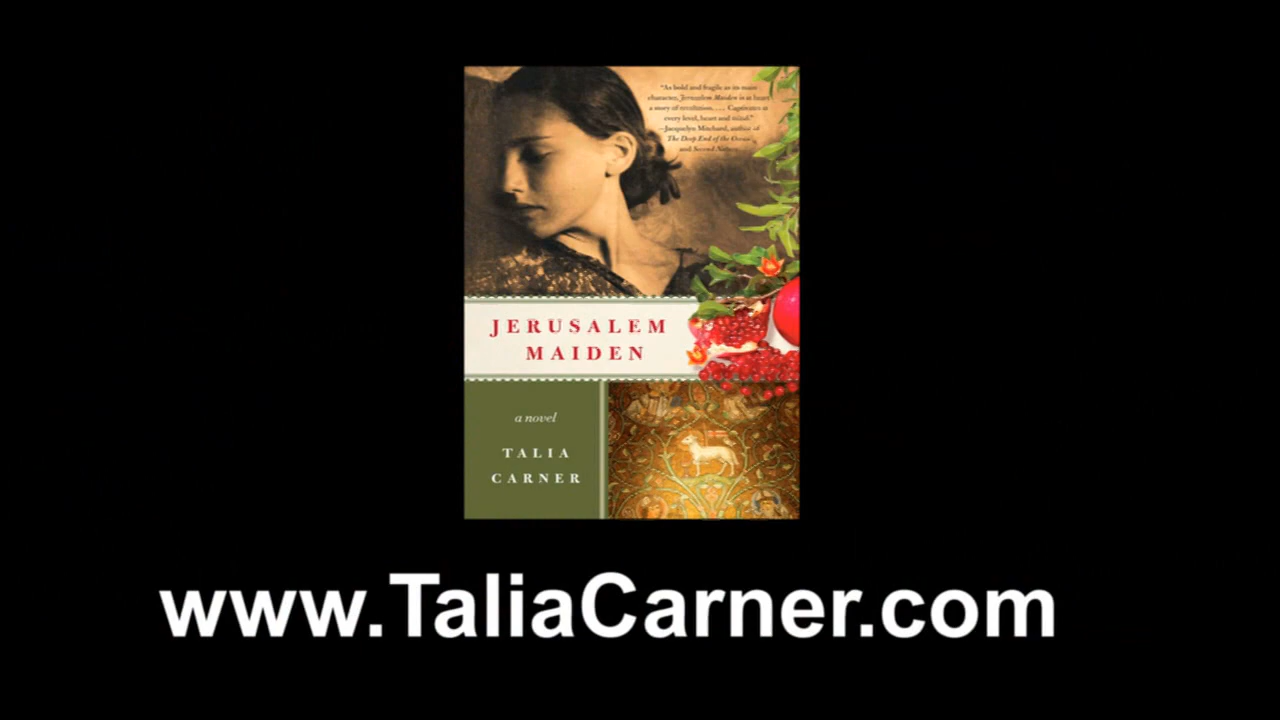 "As bold and fragile as its main
character, Jerusalem Maiden is at heart
a story of revolution. . . . Captivates at
every level, heart and mind."
—Jacquelyn Mitchard, author of
The Deep End of the Ocean
and Second Nature
JERUSALEM
MAIDEN
a novel
TALIA
CARNER
www.TaliaCarner.com